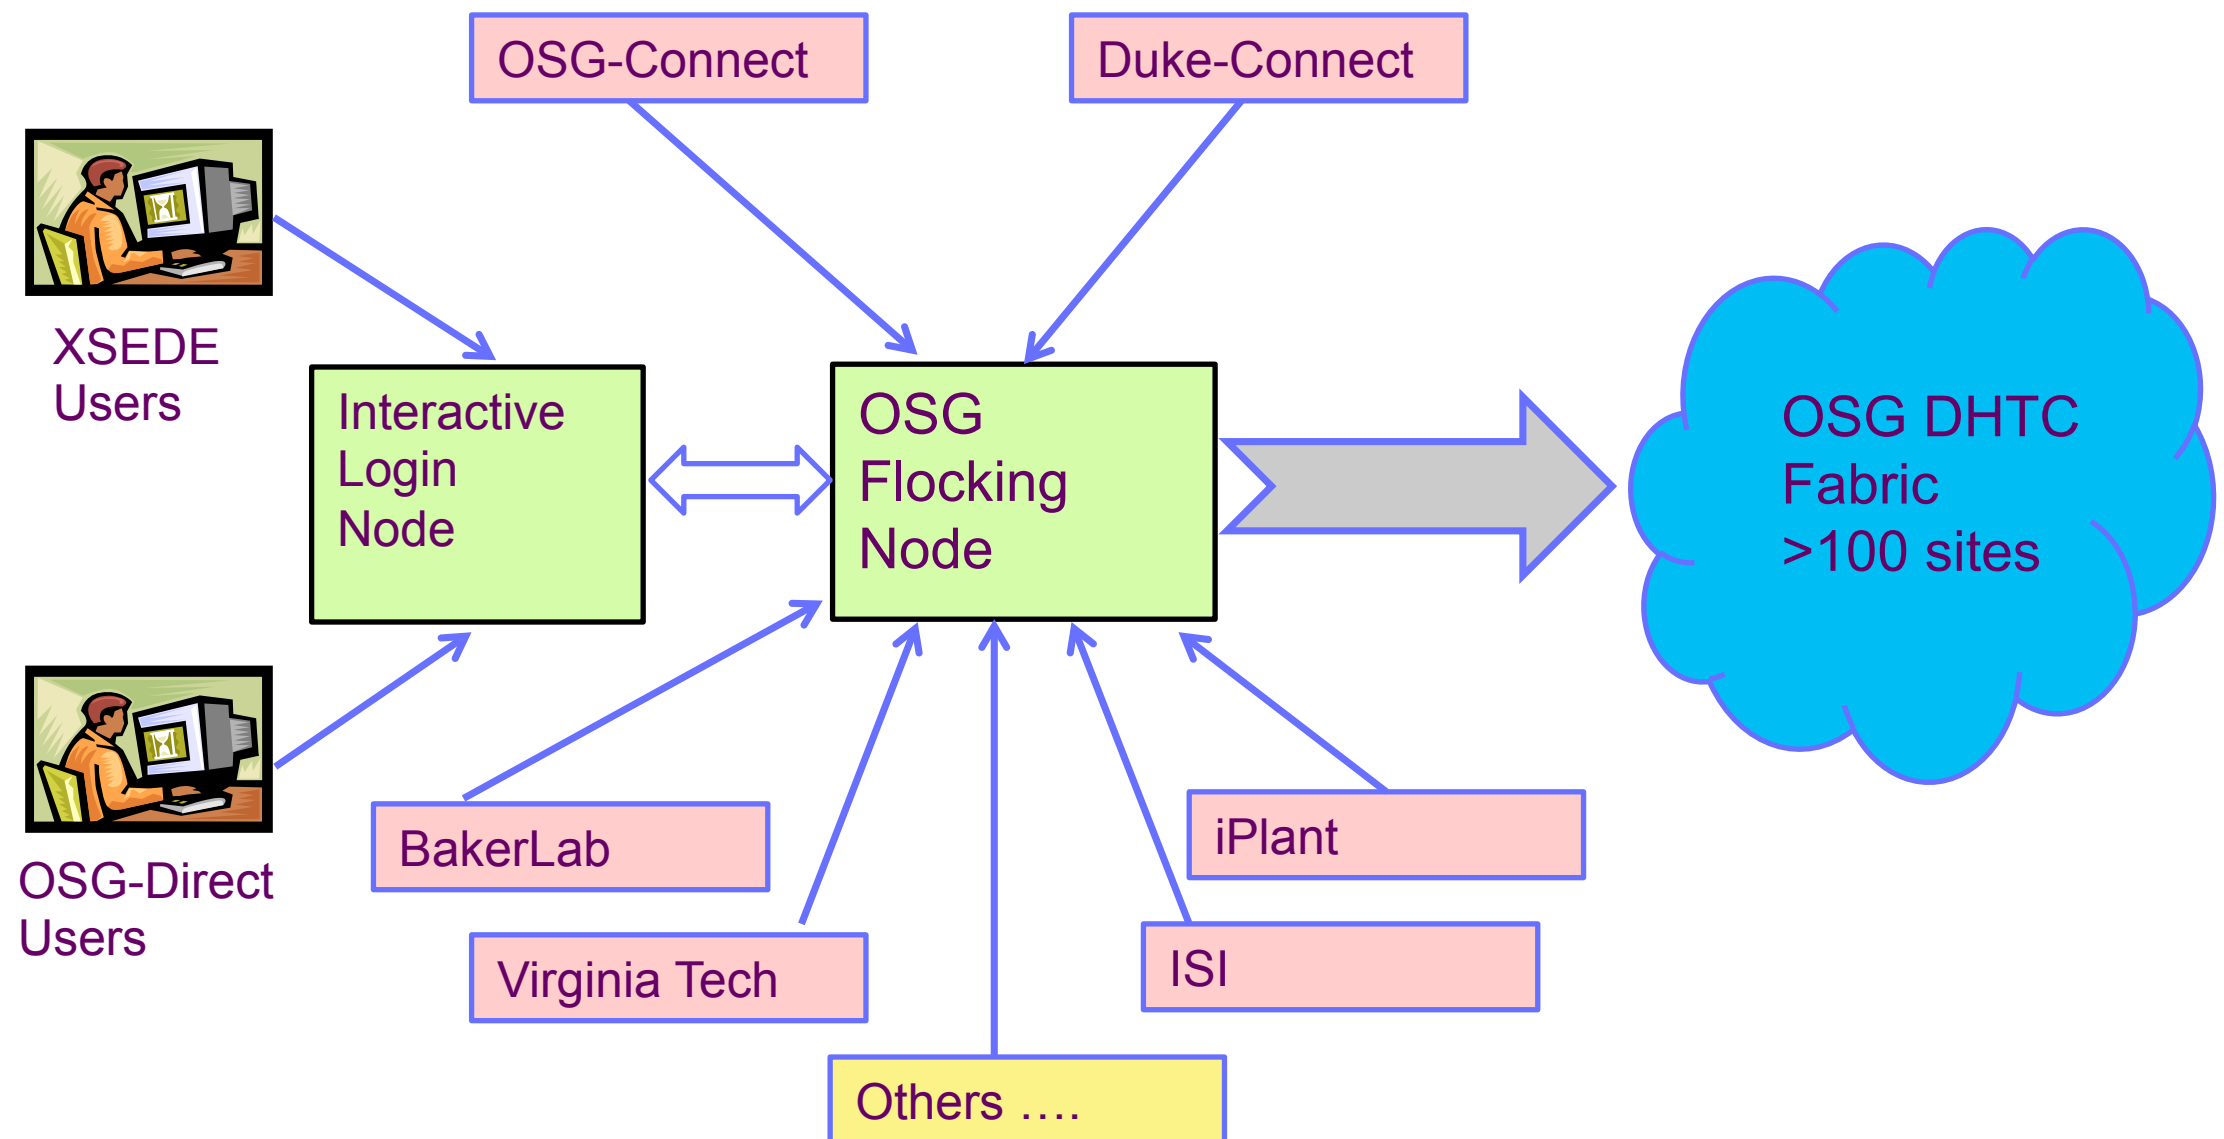 OSG-Connect
Duke-Connect
XSEDE
Users
Interactive
Login
Node
OSG
Flocking
Node
OSG DHTC
Fabric
>100 sites
OSG-Direct
Users
BakerLab
iPlant
Virginia Tech
ISI
Others ....